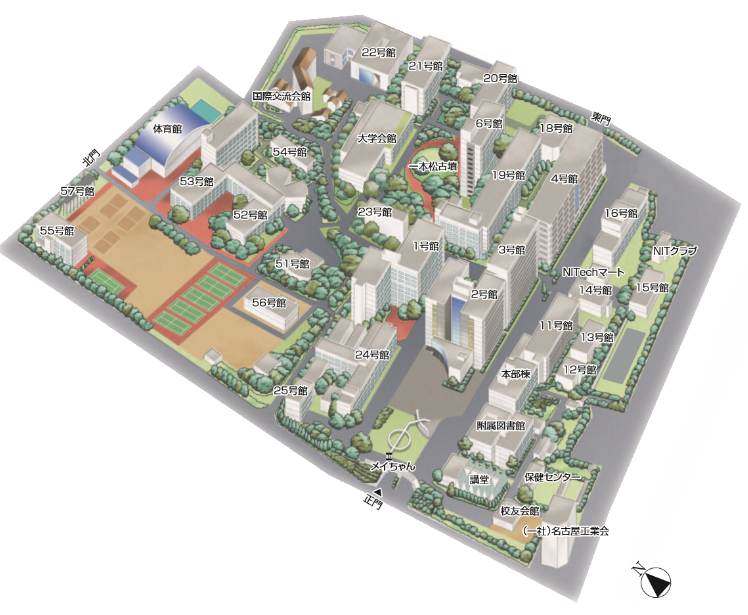 22号館
21号館
20号館
国際交流会館
東門
6号館
18号館
体育館
大学会館
54号館
北門
一本松古墳
19号館
4号館
53号館
57号館
52号館
23号館
16号館
55号館
1号館
3号館
NITクラブ
51号館
NITechマート
15号館
56号館
2号館
14号館
11号館
13号館
24号館
本部棟
12号館
25号館
附属図書館
メイちゃん
講堂
保健センター
正門
校友会館
(一社)名古屋工業会
N